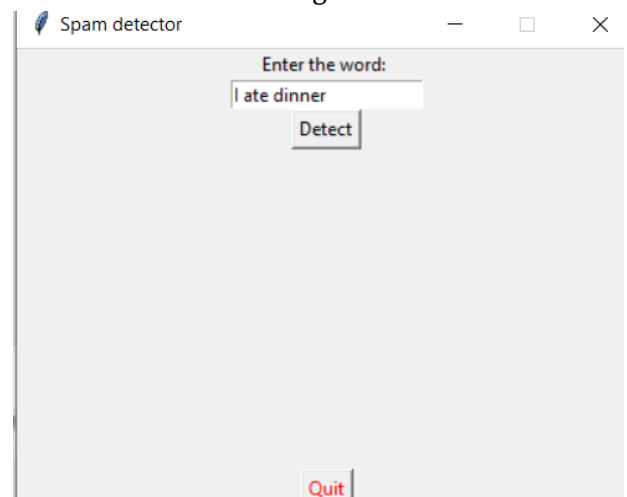 Spam detector
Enter the word:
I ate dinner
Detect
Quit